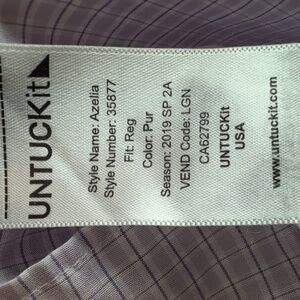 UNTUCKit
Style Name: Azelia
Style Number: 35877
Fit: Reg
Color: Pur
Season: 2019 SP 2A
VEND Code: LGN
CA62799
UNTUCKit
USA
www.untuckit.com